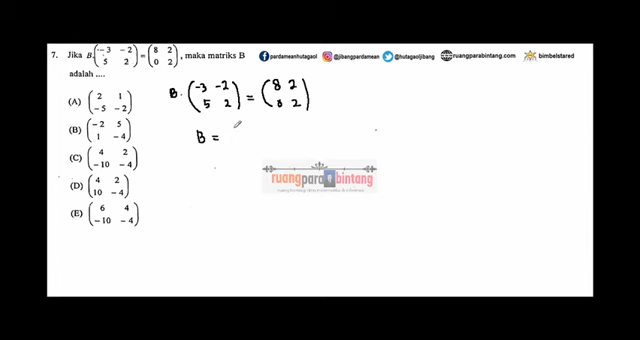 7. Jika B.(−3 −2 5 2) = (8 2 0 2), maka matriks B
adalah ....
pardameanhutagaol @jibangpardamean @hutagaoljibang ruangparabintang.com bimbelstared
(A) (2 1 −5 −2)
(B) (−2 5 1 −4)
(C) (4 2 −10 −4)
(D) (4 2 10 −4)
(E) (6 4 −10 −4)
B. (-3 -2 5 2) = (8 2 8 2)
B =
ruangparabintang